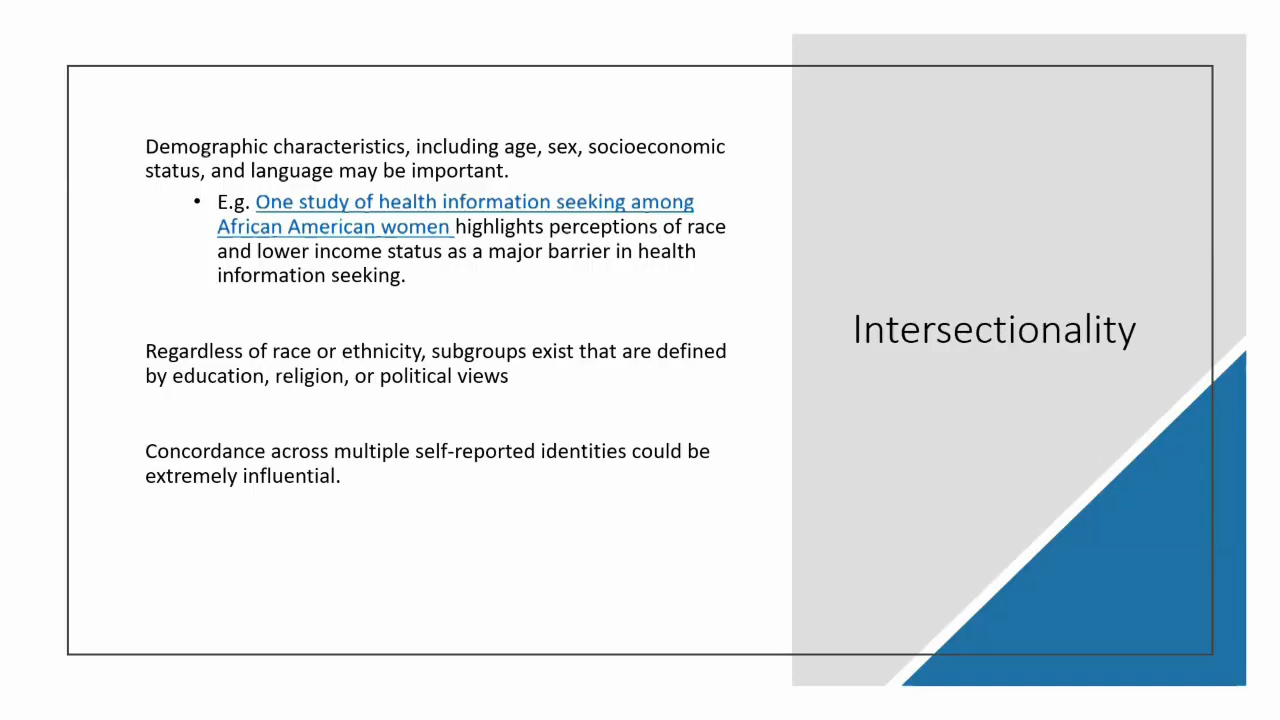 Demographic characteristics, including age, sex, socioeconomic
status, and language may be important.
• E.g. One study of health information seeking among
African American women highlights perceptions of race
and lower income status as a major barrier in health
information seeking.
Regardless of race or ethnicity, subgroups exist that are defined
by education, religion, or political views
Concordance across multiple self-reported identities could be
extremely influential.
Intersectionality